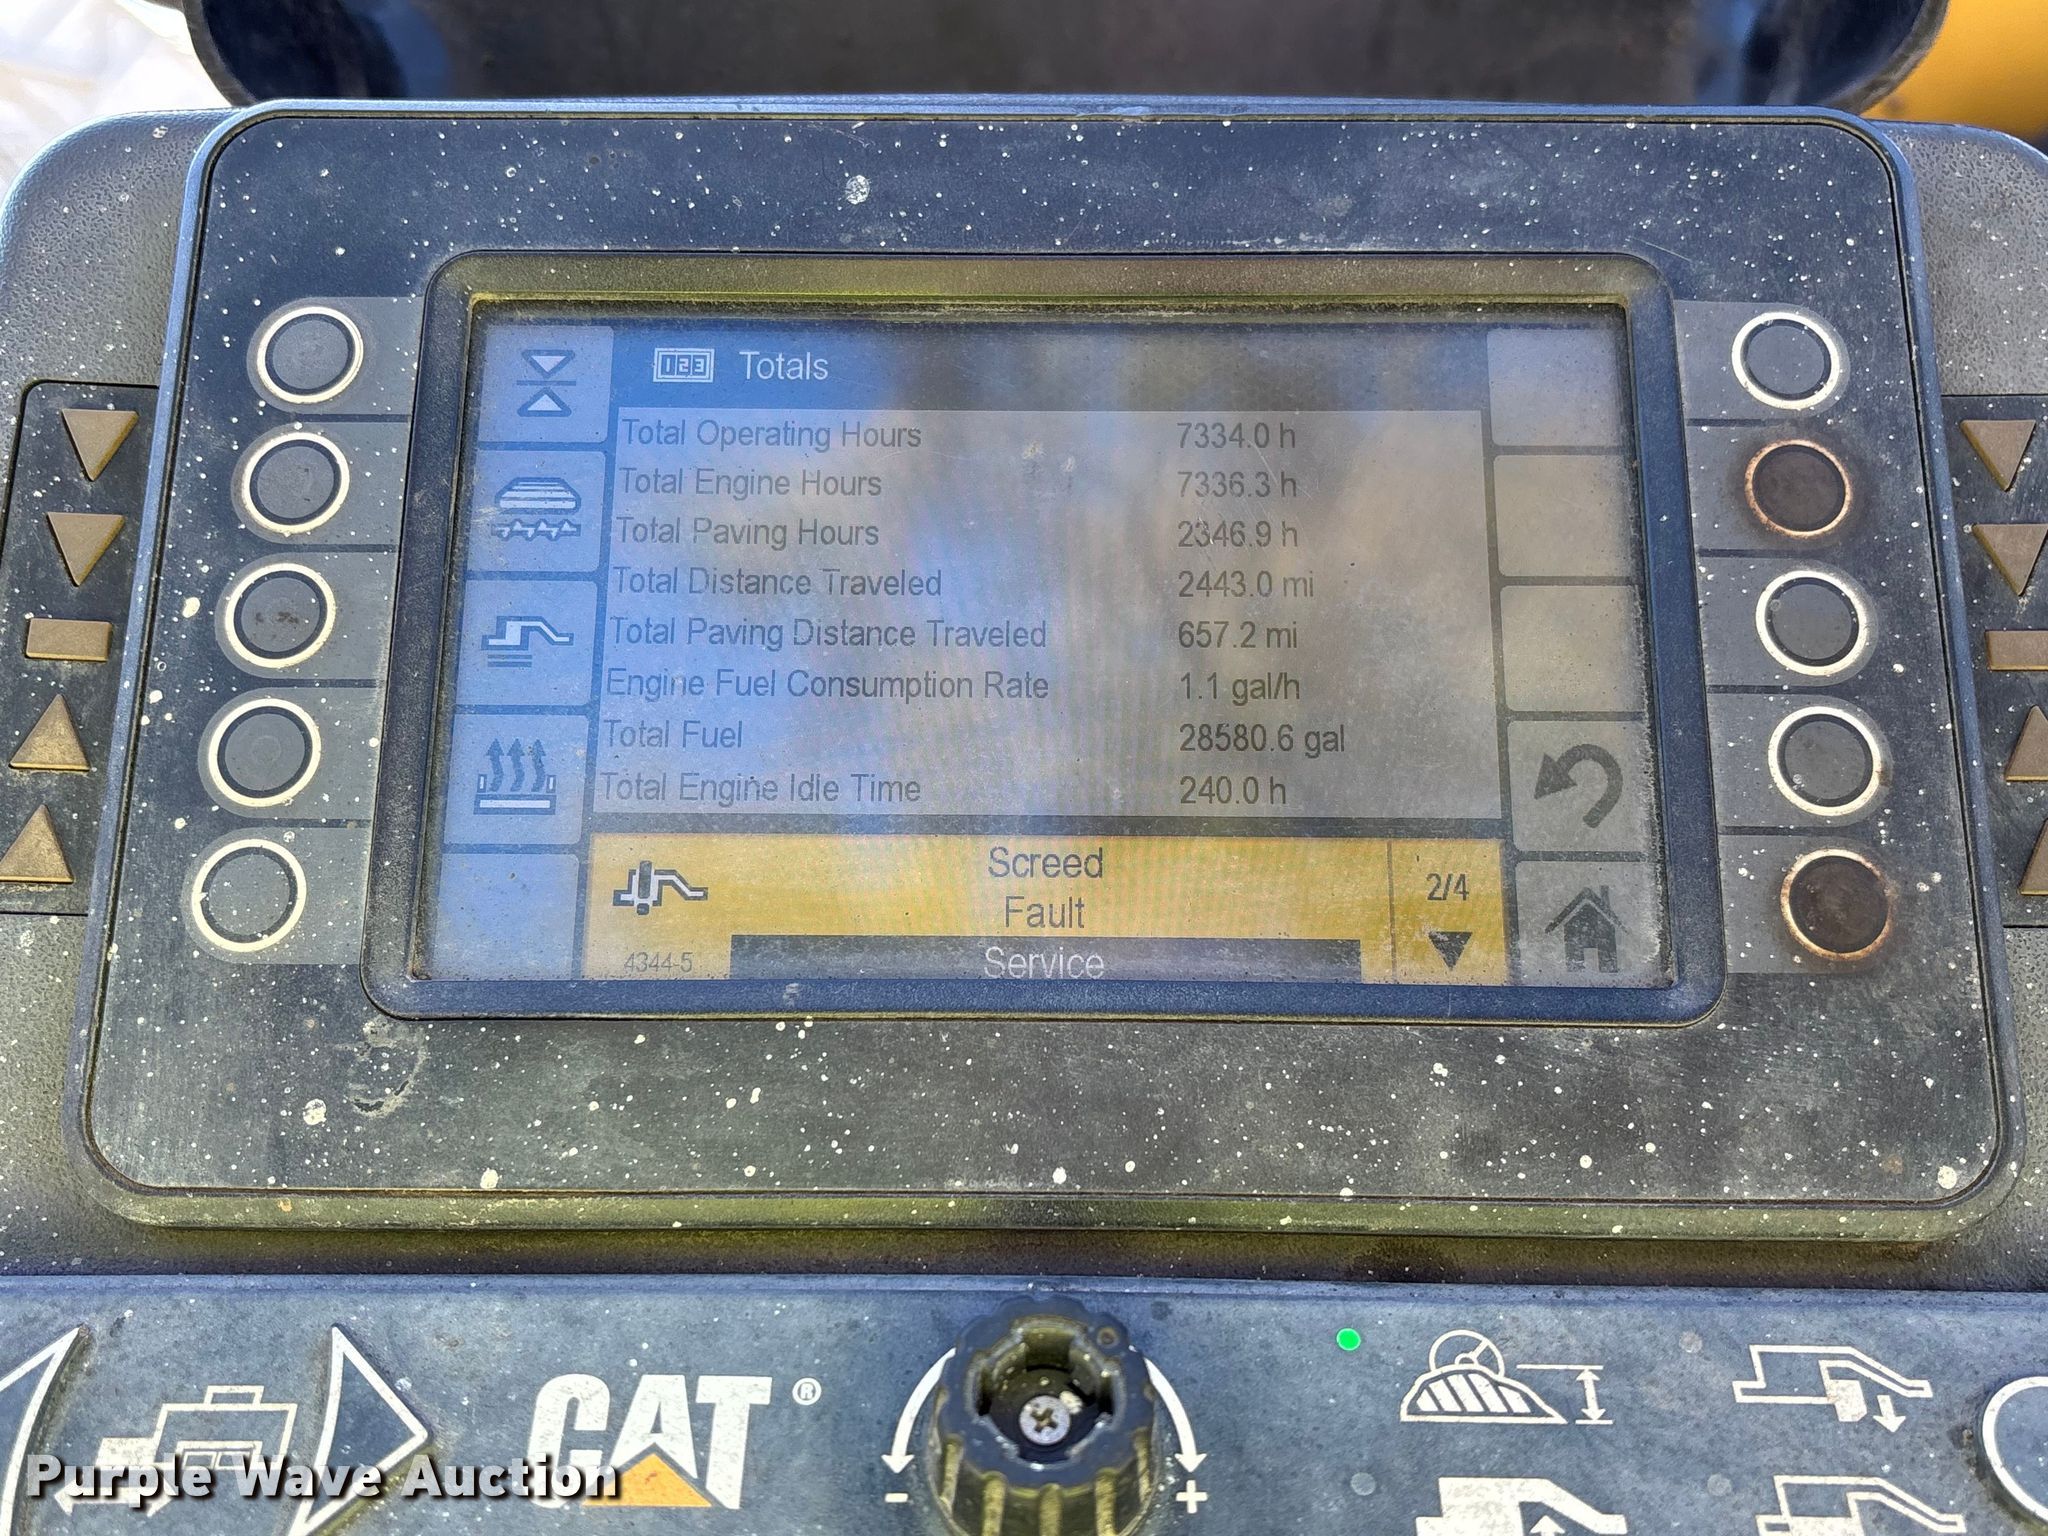 123 Totals
Total Operating Hours 7334.0 h
Total Engine Hours 7336.3 h
Total Paving Hours 2346.9 h
Total Distance Traveled 2443.0 mi
Total Paving Distance Traveled 657.2 mi
Engine Fuel Consumption Rate 1.1 gal/h
Total Fuel 28580.6 gal
Total Engine Idle Time 240.0 h
Screed
Fault
2/4
4344-5
Service
CAT®
- +
Purple Wave Auction